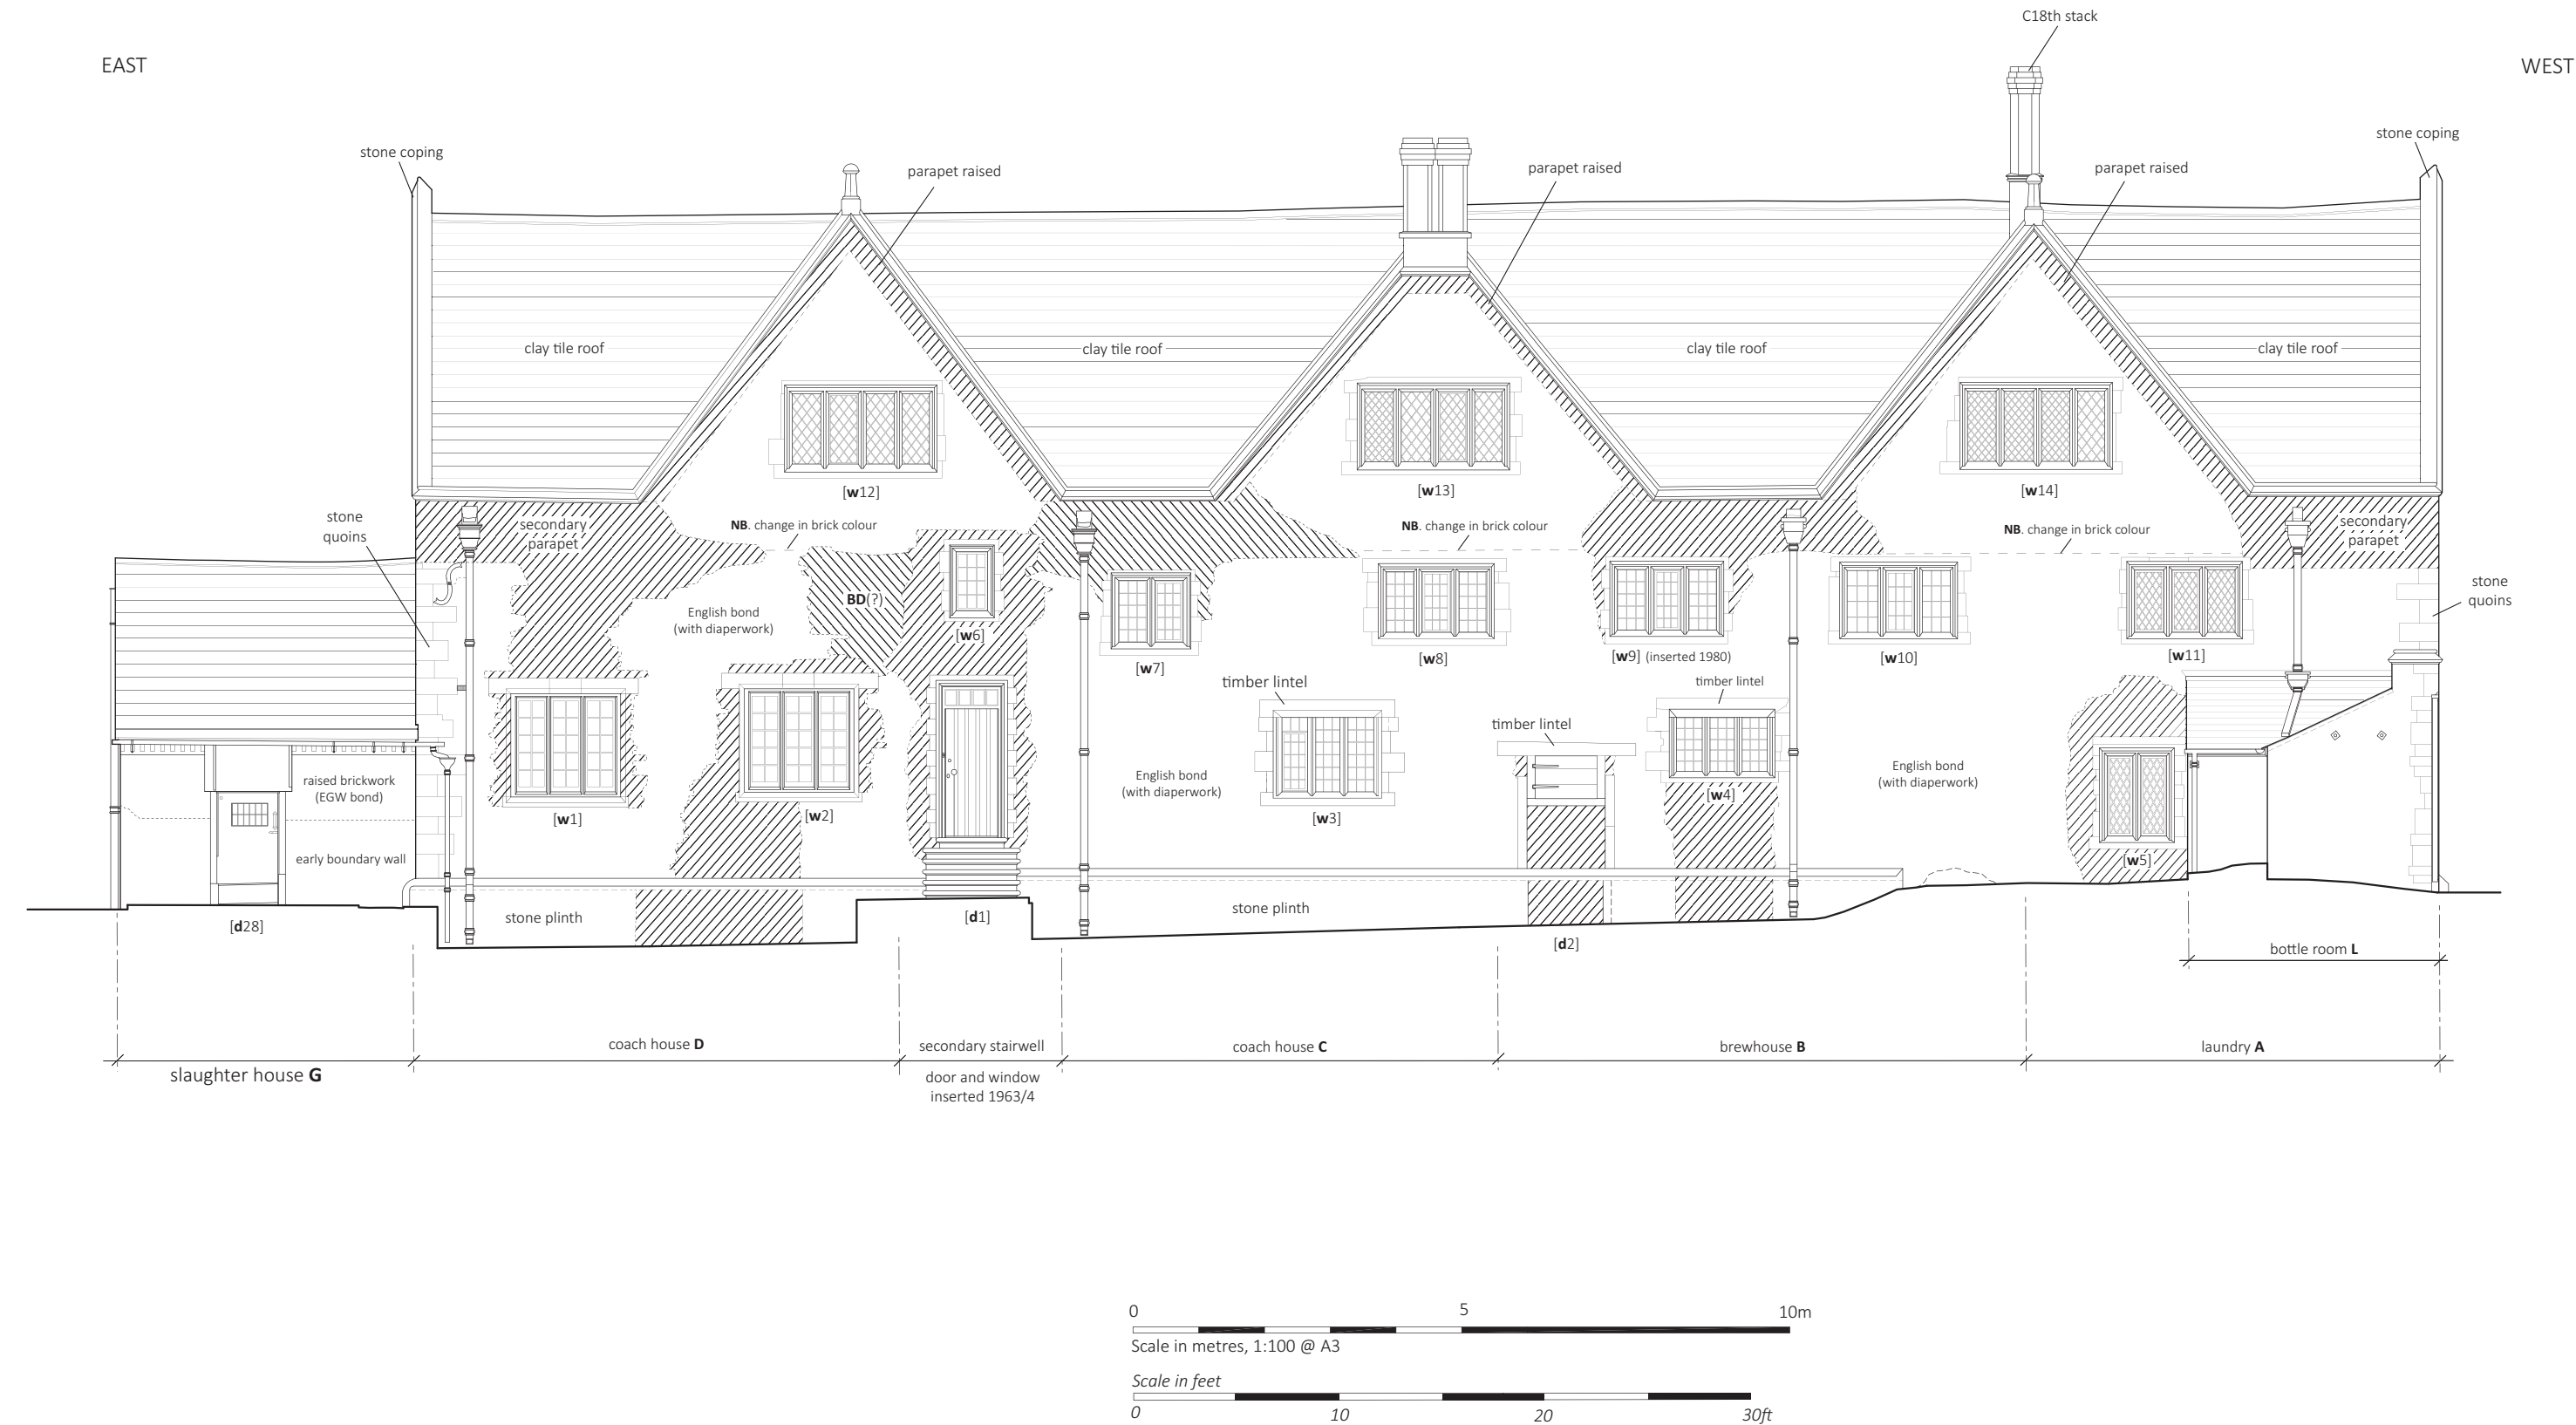 C18th stack
EAST
WEST
stone coping
parapet raised
parapet raised
parapet raised
stone coping
clay tile roof
clay tile roof
clay tile roof
clay tile roof
[w12]
[w13]
[w14]
stone
quoins
secondary
parapet
NB. change in brick colour
NB. change in brick colour
NB. change in brick colour
secondary
parapet
stone
quoins
English bond
(with diaperwork)
BD(?)
[w6]
[w7]
[w8]
[w9] (inserted 1980)
[w10]
[w11]
timber lintel
timber lintel
timber lintel
raised brickwork
(EGW bond)
English bond
(with diaperwork)
English bond
(with diaperwork)
[w1]
[w2]
[w3]
[w4]
[w5]
early boundary wall
stone plinth
stone plinth
[d28]
[d1]
[d2]
bottle room L
slaughter house G
coach house D
secondary stairwell
door and window
inserted 1963/4
coach house C
brewhouse B
laundry A
0 5 10m
Scale in metres, 1:100 @ A3
Scale in feet
0 10 20 30ft